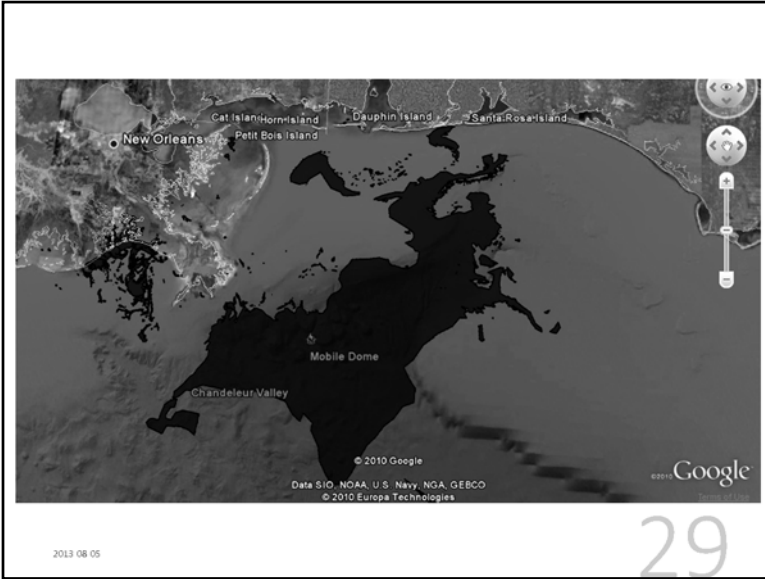 Cat Island
Horn Island
Dauphin Island
Santa Rosa Island
Petit Bois Island
New Orleans
Mobile Dome
Chandeleur Valley
© 2010 Google
Data SIO, NOAA, U.S. Navy, NGA, GEBCO
© 2010 Europa Technologies
©2010 Google
Terms of Use
2013 08 05
29